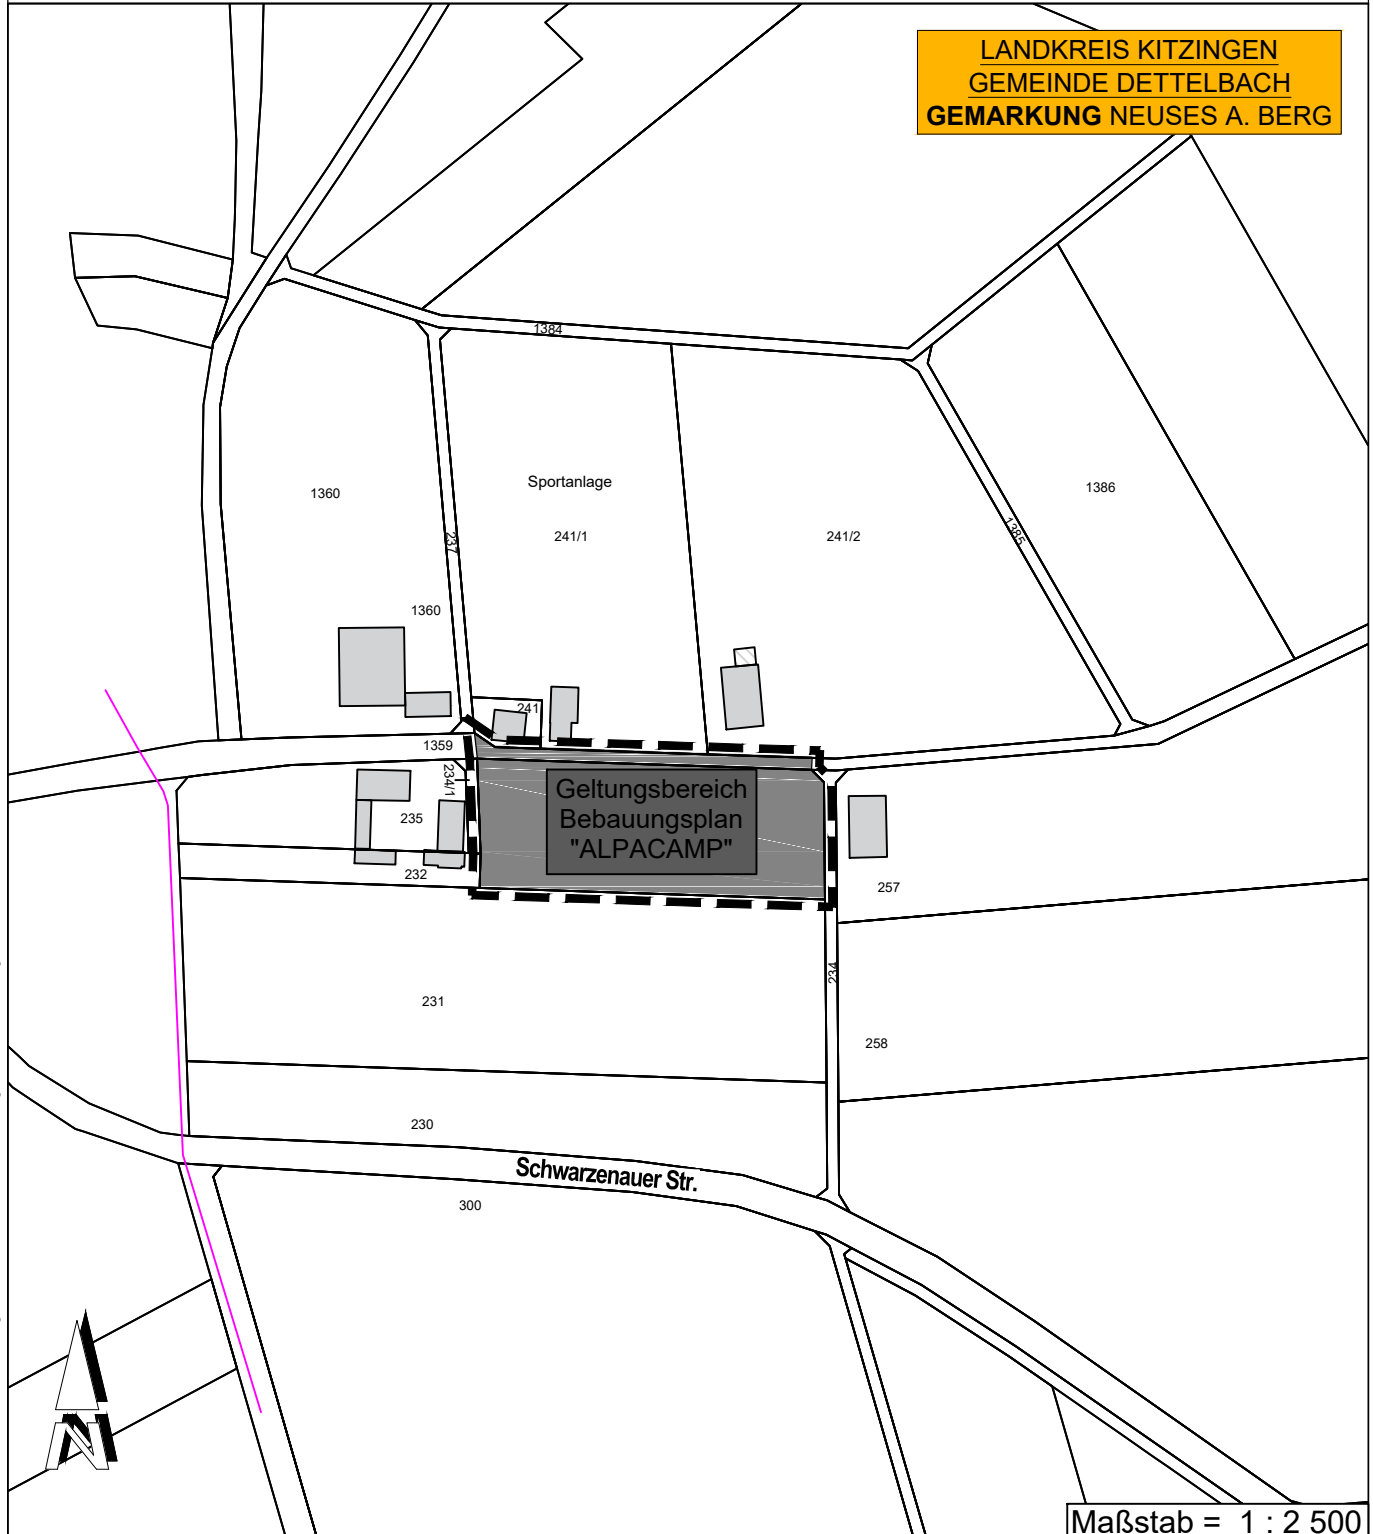 LANDKREIS KITZINGEN
GEMEINDE DETTELBACH
GEMARKUNG NEUSES A. BERG
1384
1360
Sportanlage
241/1
241/2
1386
1385
237
1360
241
1359
234/1
235
232
Geltungsbereich
Bebauungsplan
"ALPACAMP"
257
234
231
258
230
Schwarzenauer Str.
300
N
Maßstab = 1 : 2 500